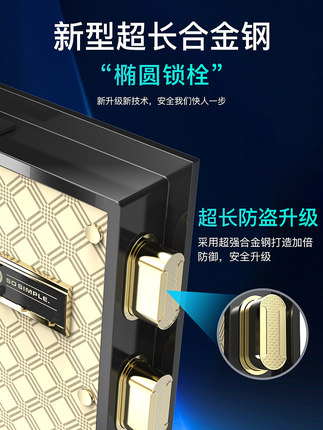 新型超长合金钢
“椭圆锁栓”
新升级新技术，安全我们快人一步
超长防盗升级
采用超强合金钢打造加倍
防御，安全升级
SO SIMPLE.